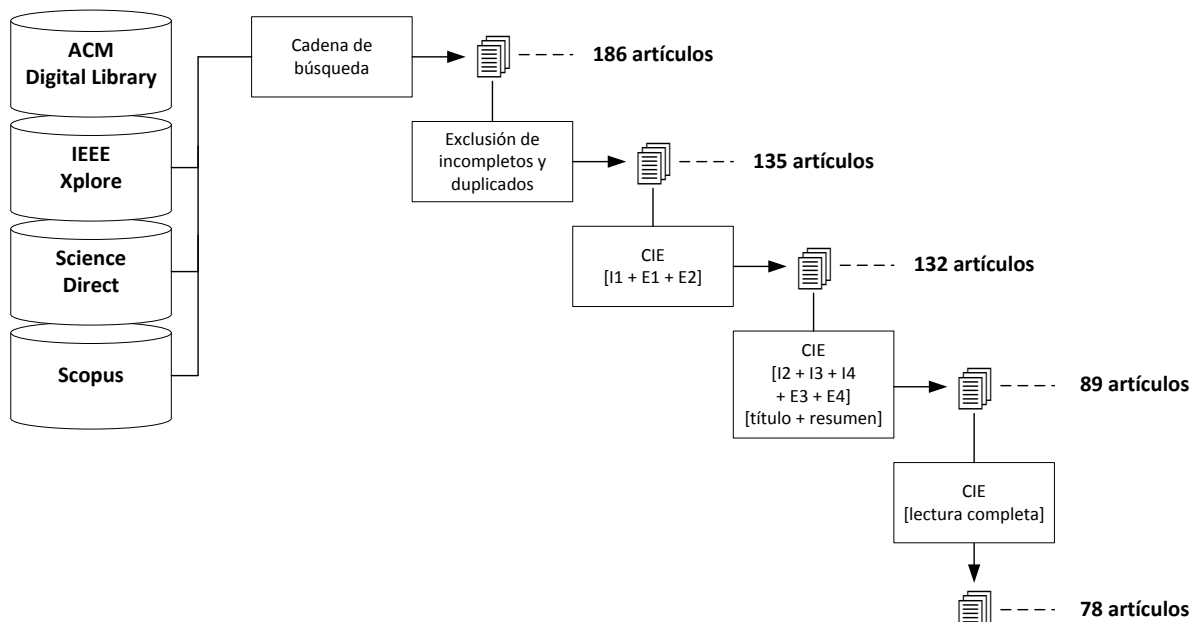 ACM
Digital Library
IEEE
Xplore
Science
Direct
Scopus
Cadena de
búsqueda
186 artículos
Exclusión de
incompletos y
duplicados
135 artículos
CIE
[I1 + E1 + E2]
132 artículos
CIE
[I2 + I3 + I4
+ E3 + E4]
[título + resumen]
89 artículos
CIE
[lectura completa]
78 artículos